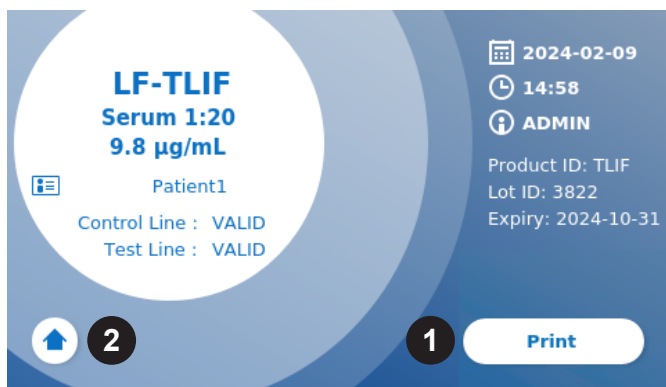 LF-TLIF
Serum 1:20
9.8 µg/mL
Patient1
Control Line : VALID
Test Line : VALID
2024-02-09
14:58
ADMIN
Product ID: TLIF
Lot ID: 3822
Expiry: 2024-10-31
2
1
Print